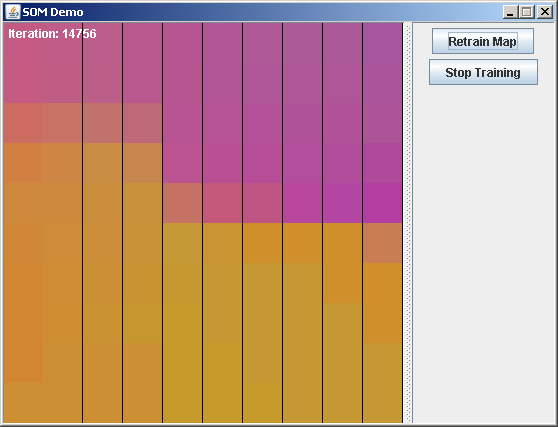 SOM Demo
Iteration: 14756
Retrain Map
Stop Training